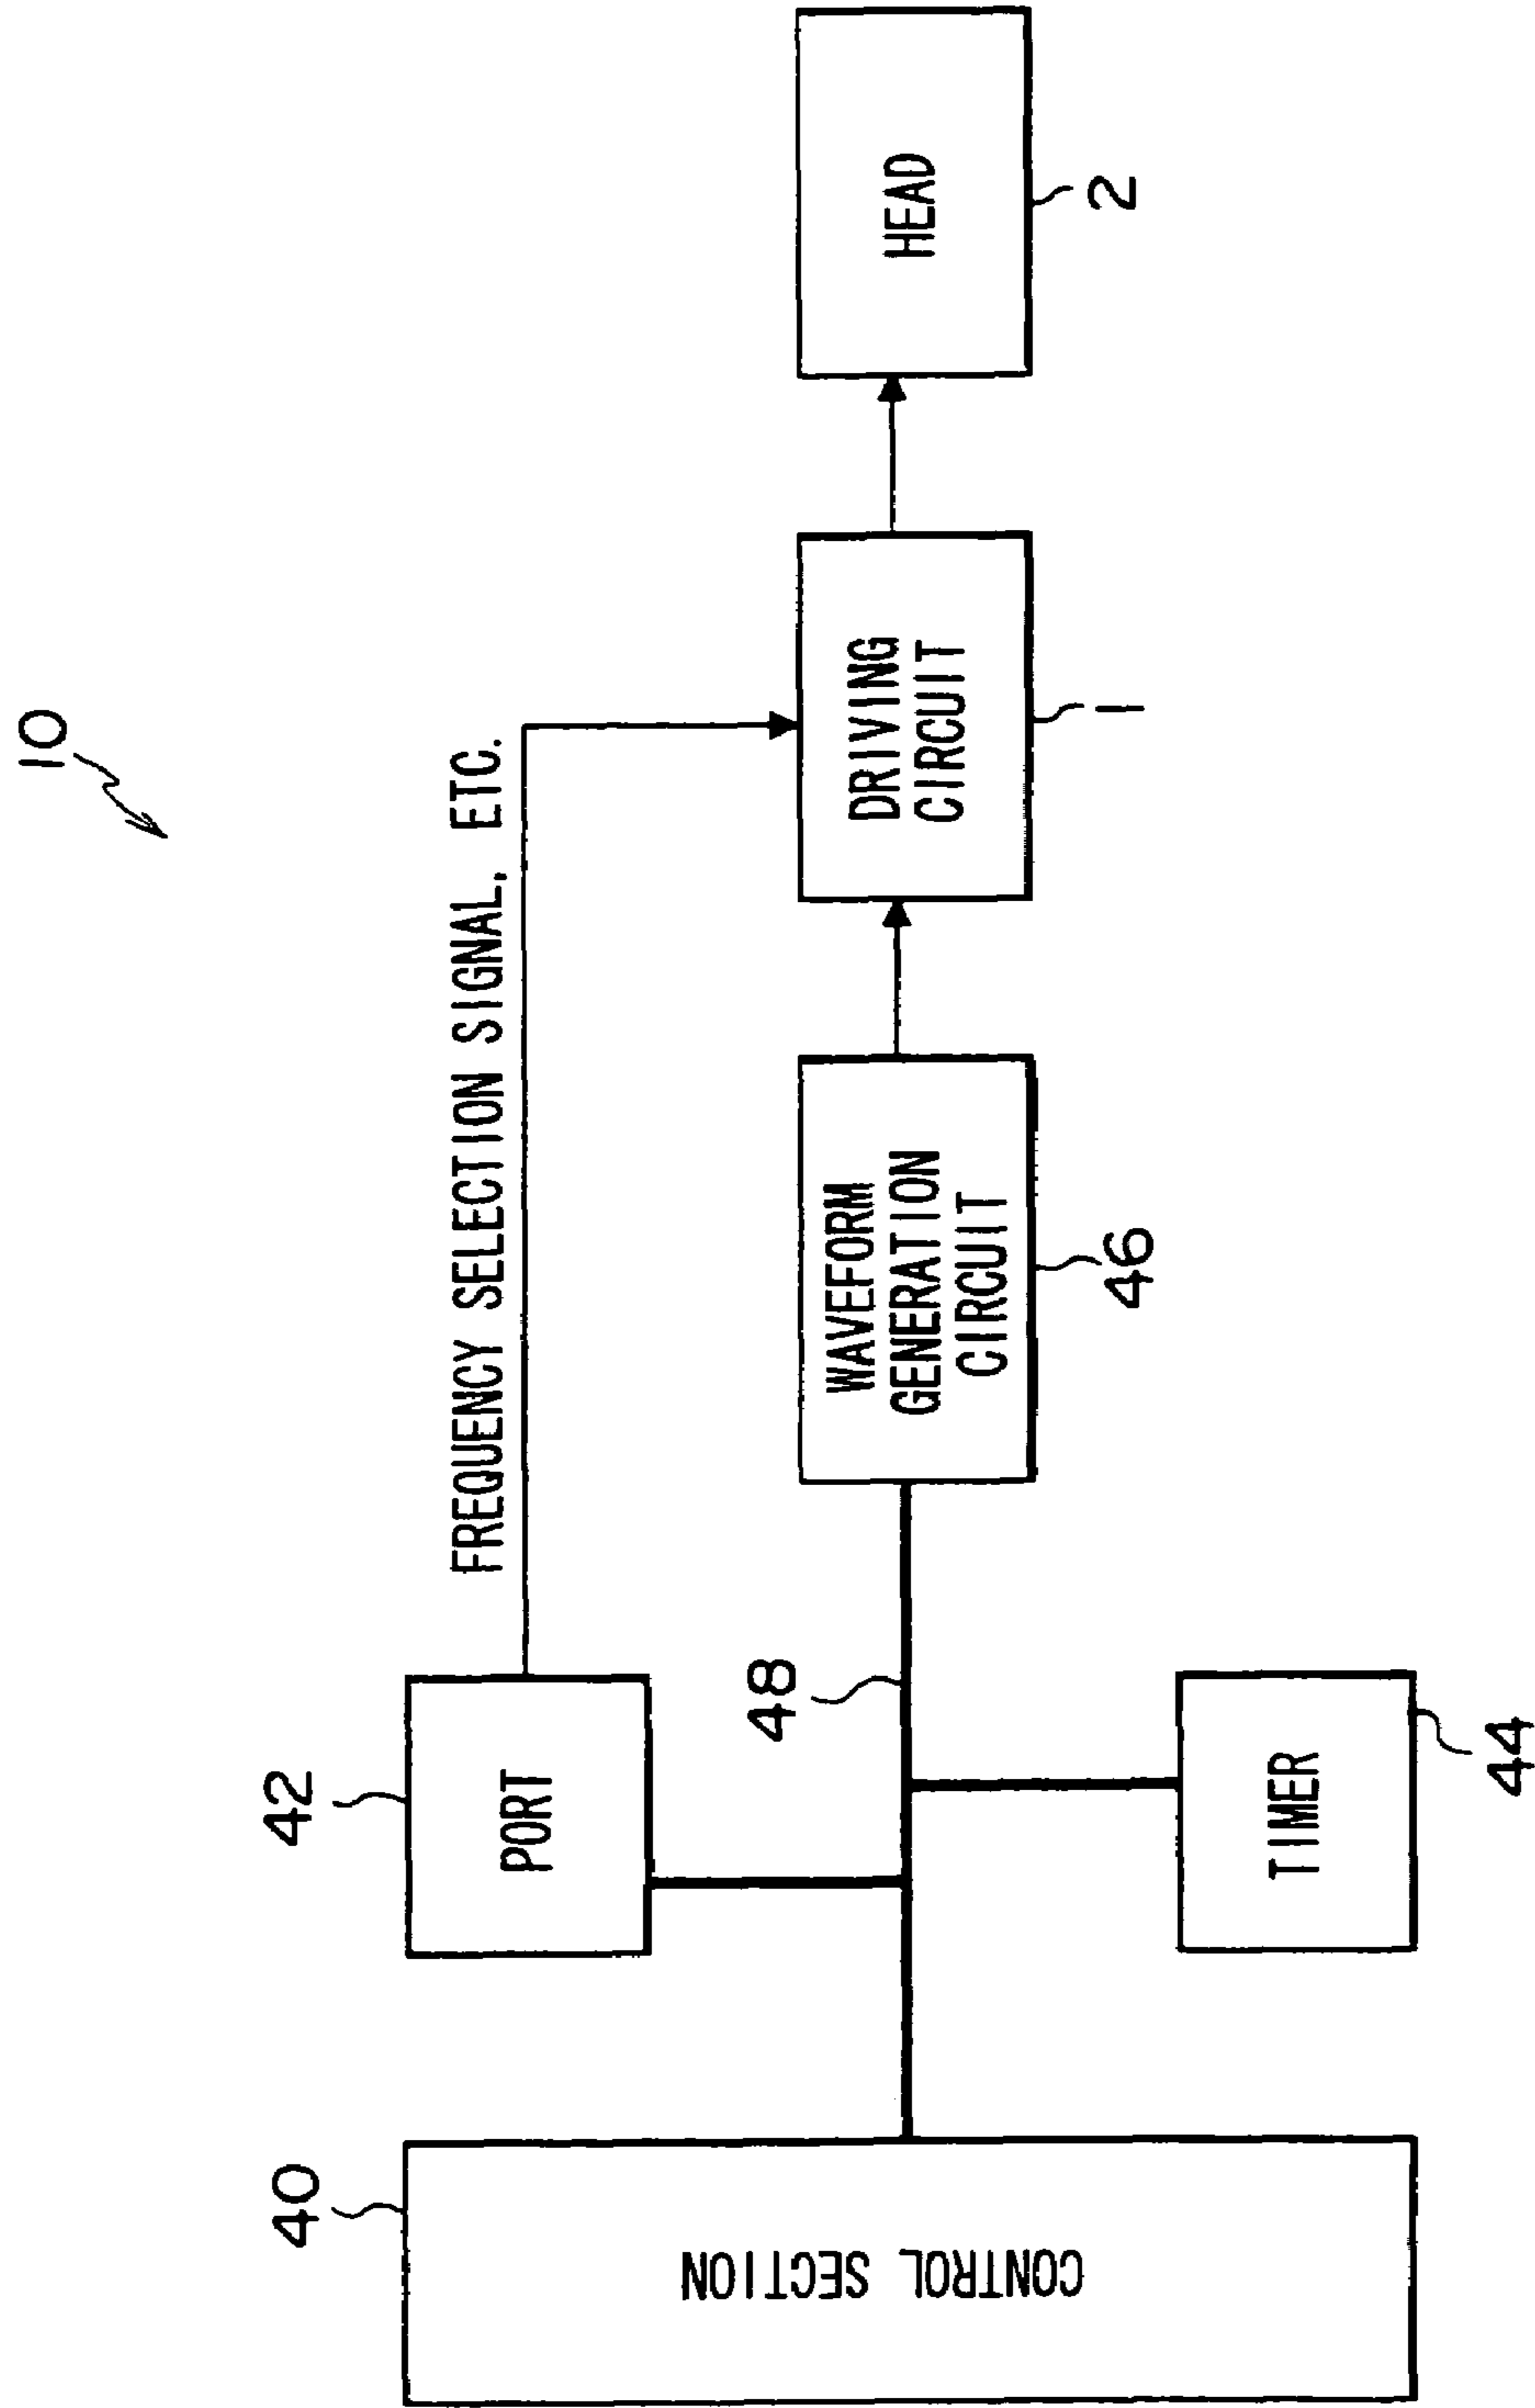 10
FREQUENCY SELECTION SIGNAL, ETC.
40
CONTROL SECTION
42
PORT
48
TIMER
44
WAVEFORM
GENERATION
CIRCUIT
46
DRIVING
CIRCUIT
1
HEAD
2